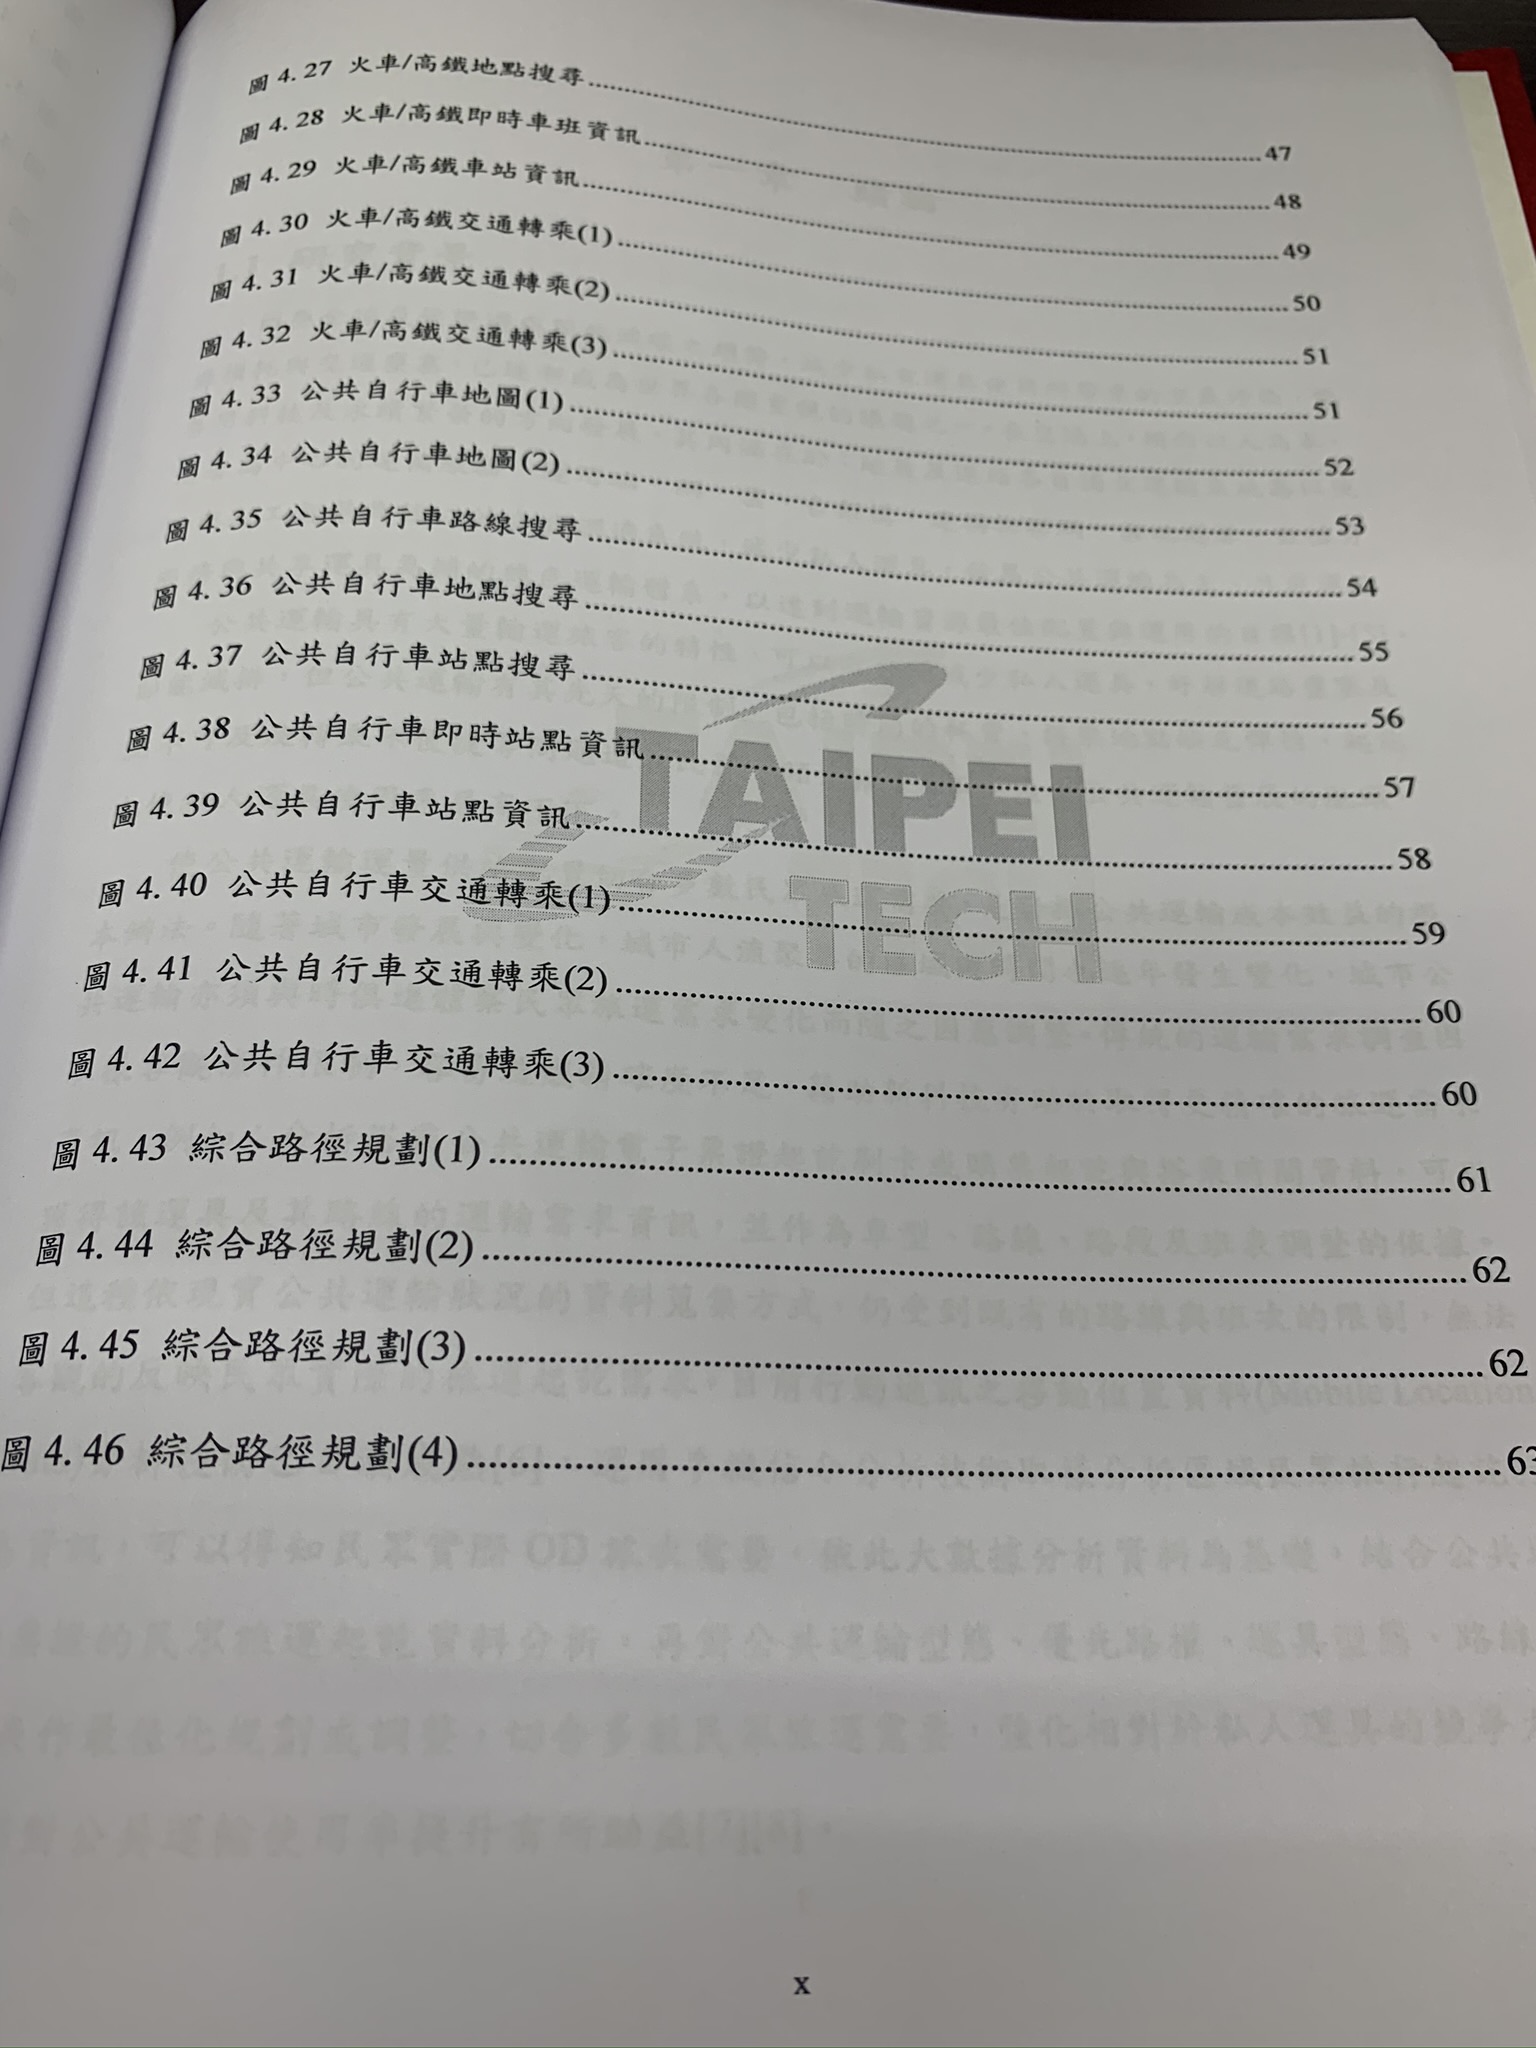 圖 4. 27 火車/高鐵地點搜尋 47
圖 4. 28 火車/高鐵即時車班資訊 48
圖 4. 29 火車/高鐵車站資訊 49
圖 4. 30 火車/高鐵交通轉乘(1) 50
圖 4. 31 火車/高鐵交通轉乘(2) 51
圖 4. 32 火車/高鐵交通轉乘(3) 51
圖 4. 33 公共自行車地圖(1) 52
圖 4. 34 公共自行車地圖(2) 53
圖 4. 35 公共自行車路線搜尋 54
圖 4. 36 公共自行車地點搜尋 55
圖 4. 37 公共自行車站點搜尋 56
圖 4. 38 公共自行車即時站點資訊 57
圖 4. 39 公共自行車站點資訊 58
圖 4. 40 公共自行車交通轉乘(1) 59
圖 4. 41 公共自行車交通轉乘(2) 60
圖 4. 42 公共自行車交通轉乘(3) 60
圖 4. 43 綜合路徑規劃(1) 61
圖 4. 44 綜合路徑規劃(2) 62
圖 4. 45 綜合路徑規劃(3) 62
圖 4. 46 綜合路徑規劃(4) 63
TAIPEI
TECH
x